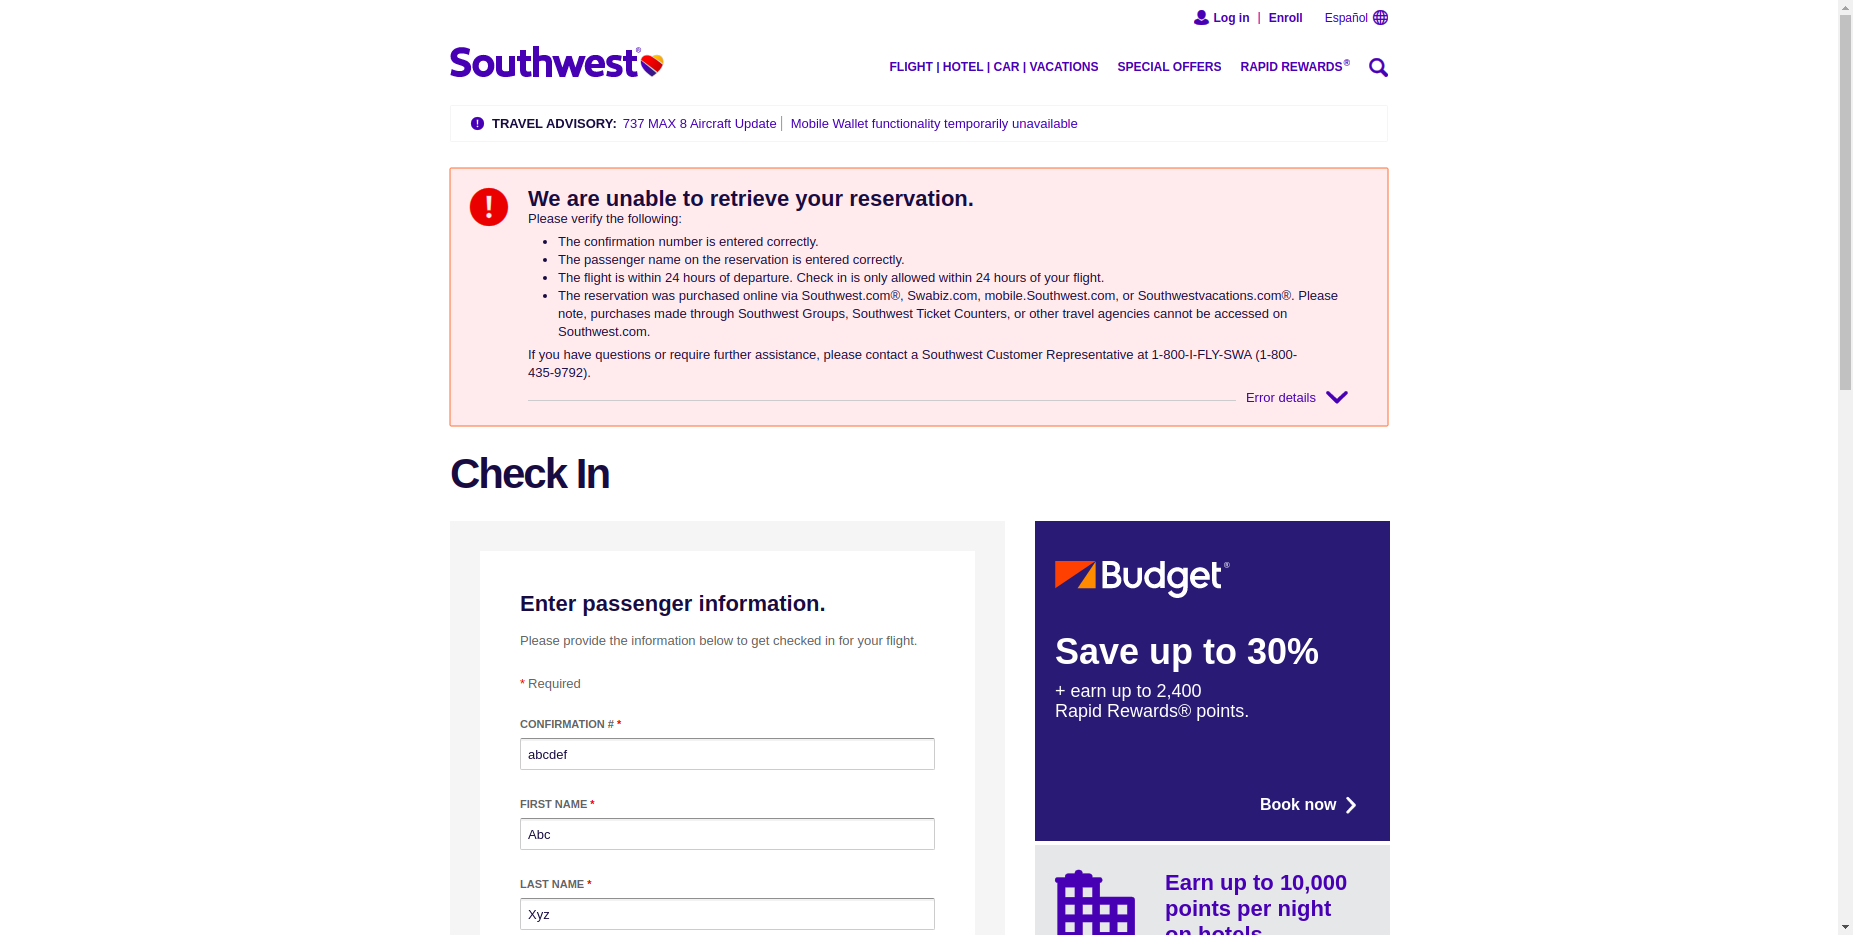 Log in | Enroll Español
Southwest®
FLIGHT | HOTEL | CAR | VACATIONS SPECIAL OFFERS RAPID REWARDS®
! TRAVEL ADVISORY: 737 MAX 8 Aircraft Update | Mobile Wallet functionality temporarily unavailable
! We are unable to retrieve your reservation.
Please verify the following:
• The confirmation number is entered correctly.
• The passenger name on the reservation is entered correctly.
• The flight is within 24 hours of departure. Check in is only allowed within 24 hours of your flight.
• The reservation was purchased online via Southwest.com®, Swabiz.com, mobile.Southwest.com, or Southwestvacations.com®. Please
note, purchases made through Southwest Groups, Southwest Ticket Counters, or other travel agencies cannot be accessed on
Southwest.com.
If you have questions or require further assistance, please contact a Southwest Customer Representative at 1-800-I-FLY-SWA (1-800-
435-9792).
Error details
Check In
Enter passenger information.
Please provide the information below to get checked in for your flight.
* Required
CONFIRMATION # *
abcdef
FIRST NAME *
Abc
LAST NAME *
Xyz
Budget®
Save up to 30%
+ earn up to 2,400
Rapid Rewards® points.
Book now
Earn up to 10,000
points per night
on hotels